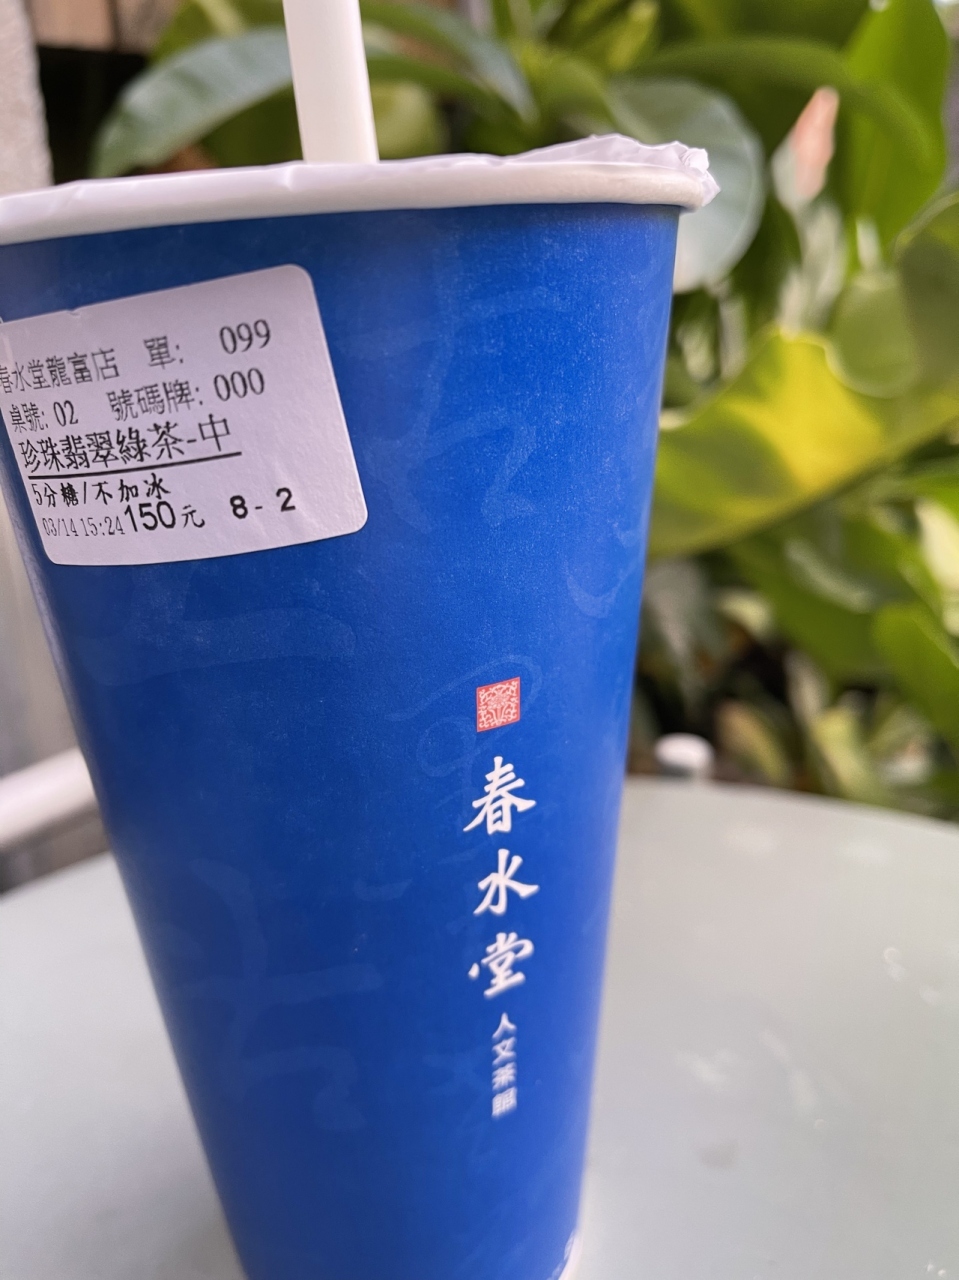 春水堂龍富店 單: 099
桌號: 02 號碼牌: 000
珍珠翡翠綠茶-中
5分糖/不加冰
03/14 15:24 150元 8-2
春水堂
人文茶館